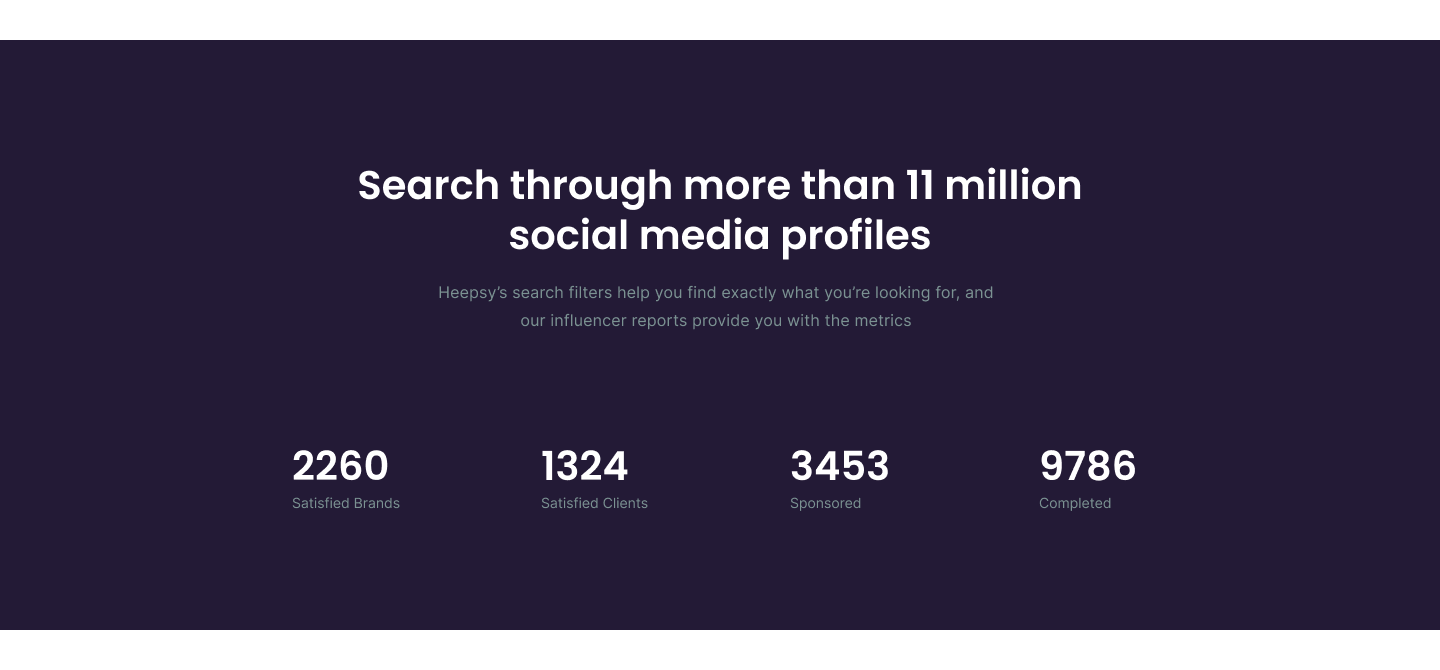 Search through more than 11 million
social media profiles
Heepsy’s search filters help you find exactly what you’re looking for, and
our influencer reports provide you with the metrics
2260
Satisfied Brands
1324
Satisfied Clients
3453
Sponsored
9786
Completed